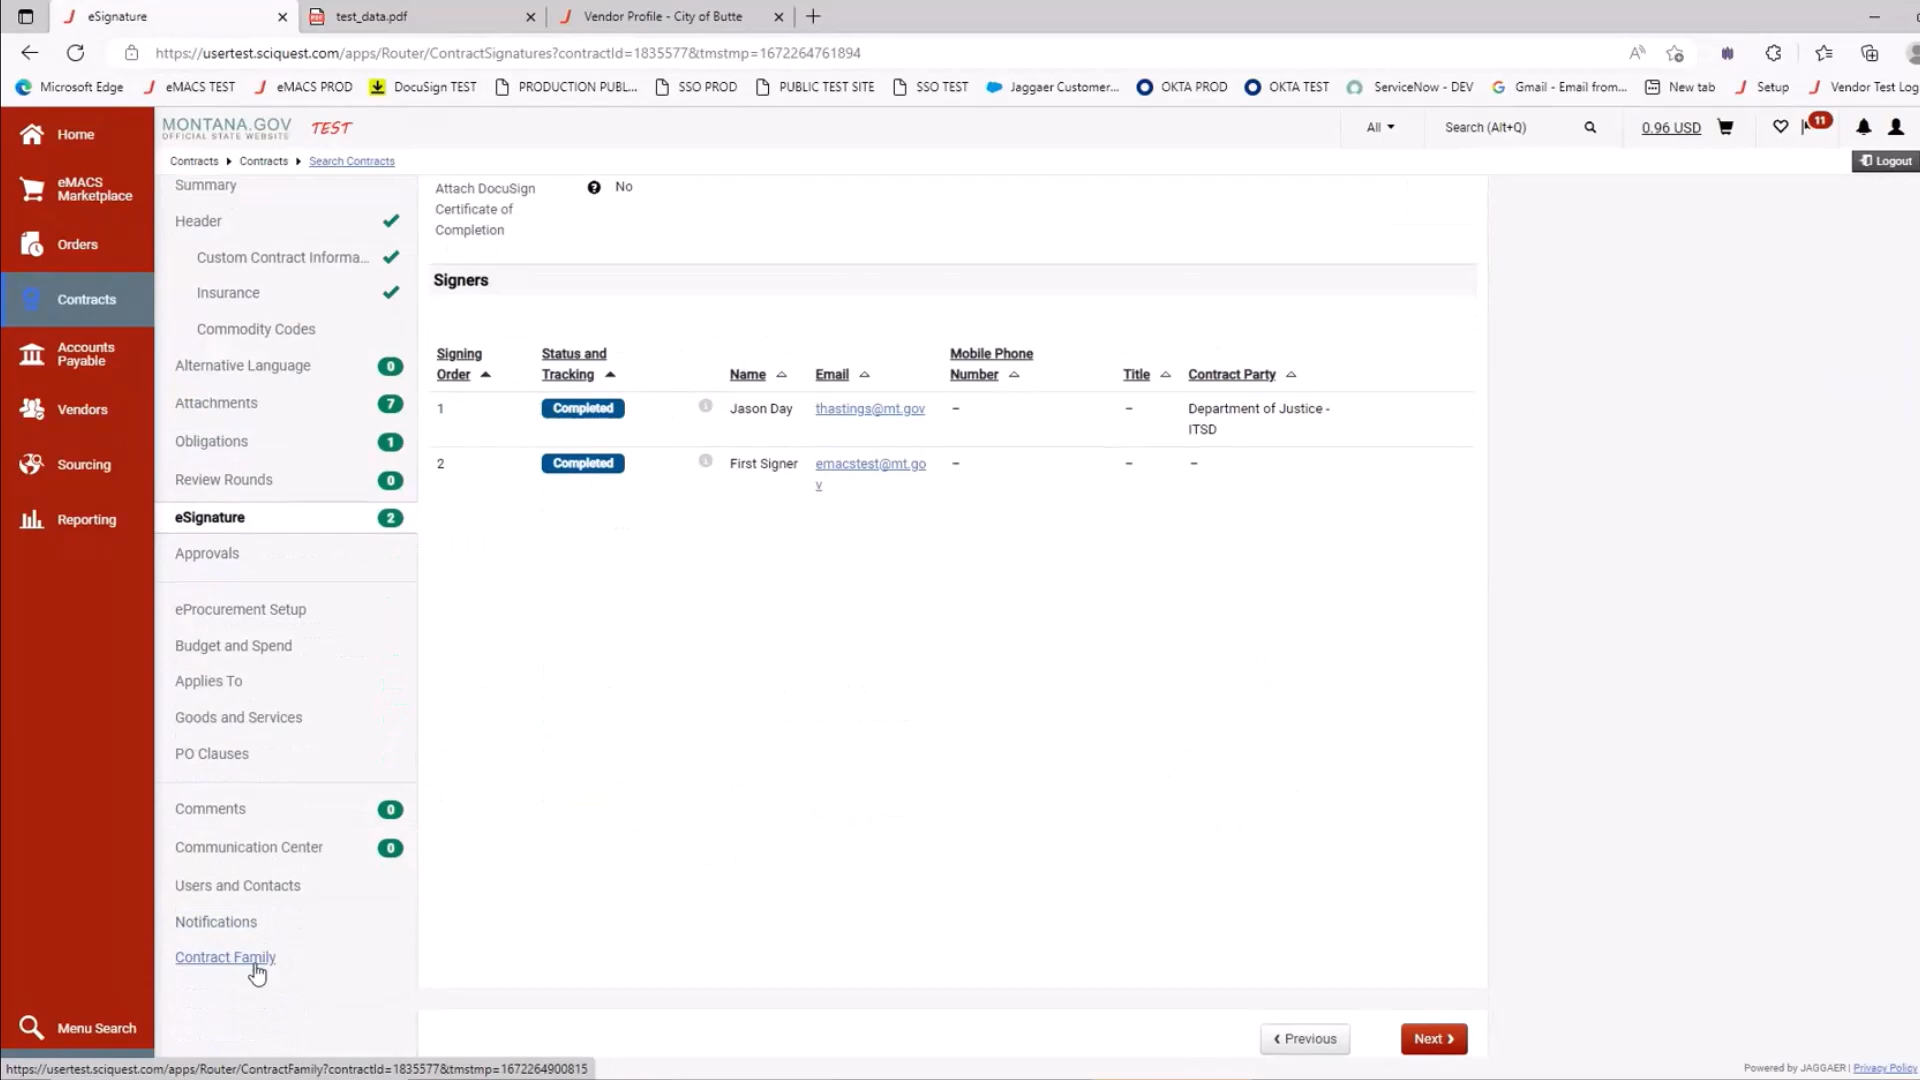 eSignature
test_data.pdf
Vendor Profile - City of Butte
https://usertest.sciquest.com/apps/Router/ContractSignatures?contractId=1835577&tmstmp=1672264761894
Microsoft Edge
eMACS TEST
eMACS PROD
DocuSign TEST
PRODUCTION PUBL...
SSO PROD
PUBLIC TEST SITE
SSO TEST
Jaggaer Customer...
OKTA PROD
OKTA TEST
ServiceNow - DEV
Gmail - Email from...
New tab
Setup
Vendor Test Log
MONTANA.GOV
OFFICIAL STATE WEBSITE
TEST
All
Search (Alt+Q)
0.96 USD
11
Logout
Contracts
Contracts
Search Contracts
Home
eMACS
Marketplace
Orders
Contracts
Accounts
Payable
Vendors
Sourcing
Reporting
Menu Search
Summary
Header
Custom Contract Informa...
Insurance
Commodity Codes
Alternative Language 0
Attachments 7
Obligations 1
Review Rounds 0
eSignature 2
Approvals
eProcurement Setup
Budget and Spend
Applies To
Goods and Services
PO Clauses
Comments 0
Communication Center 0
Users and Contacts
Notifications
Contract Family
Attach DocuSign ? No
Certificate of
Completion
Signers
Signing
Order
Status and
Tracking
Name
Email
Mobile Phone
Number
Title
Contract Party
1 Completed Jason Day thastings@mt.gov – – Department of Justice -
ITSD
2 Completed First Signer emacstest@mt.go – – –
v
Previous
Next
https://usertest.sciquest.com/apps/Router/ContractFamily?contractId=1835577&tmstmp=1672264900815
Powered by JAGGAER | Privacy Policy